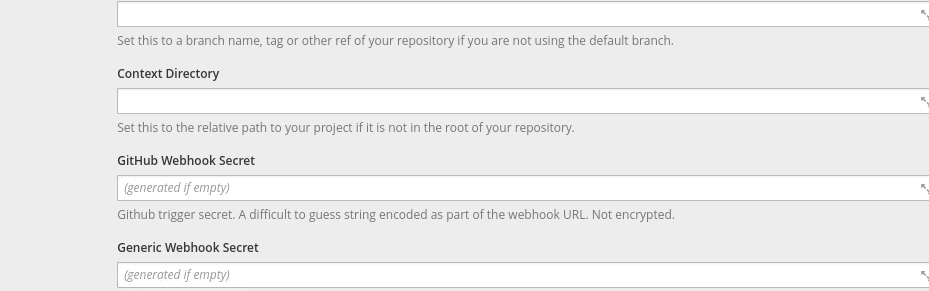 Set this to a branch name, tag or other ref of your repository if you are not using the default branch.
Context Directory
Set this to the relative path to your project if it is not in the root of your repository.
GitHub Webhook Secret
(generated if empty)
Github trigger secret. A difficult to guess string encoded as part of the webhook URL. Not encrypted.
Generic Webhook Secret
(generated if empty)